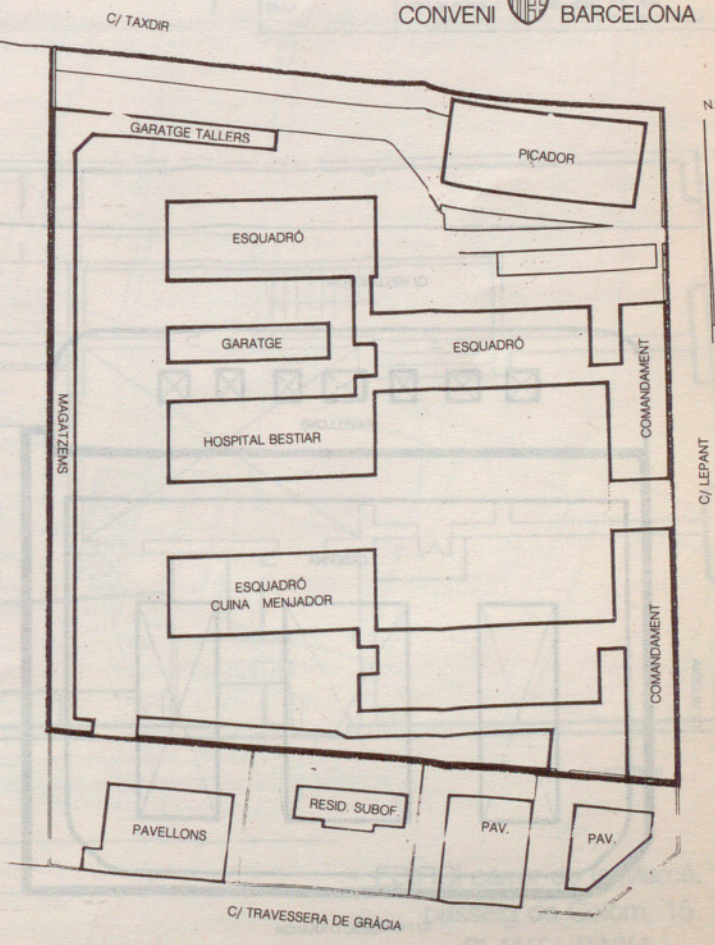 CONVENI BARCELONA
C/ TAXDIR
N
GARATGE TALLERS
PICADOR
ESQUADRÓ
GARATGE
ESQUADRÓ
COMANDAMENT
MAGATZEMS
HOSPITAL BESTIAR
C/ LEPANT
ESQUADRÓ
CUINA MENJADOR
COMANDAMENT
PAVELLONS
RESID. SUBOF.
PAV.
PAV.
C/ TRAVESSERA DE GRÀCIA